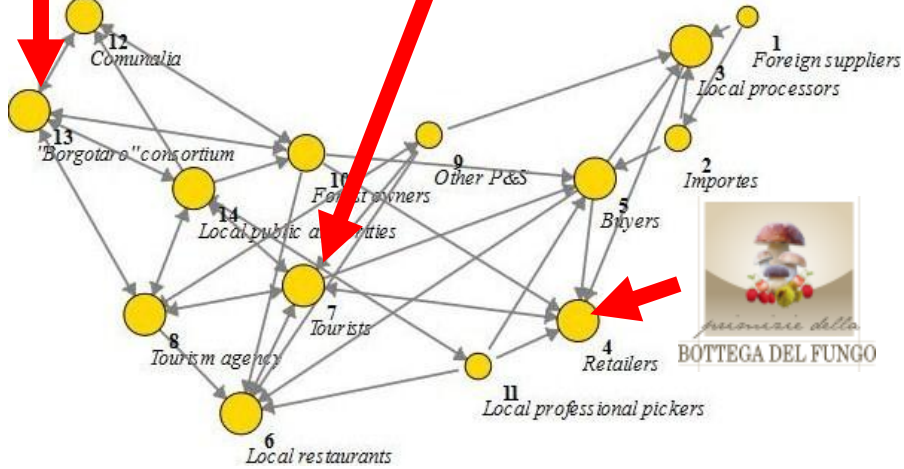 12
Comunalia
1
Foreign suppliers
3
Local processors
13
"Borgotaro" consortium
9
Other P&S
2
Importes
10
Forest owners
5
Buyers
14
Local public
7
Tourists
8
Tourism agency
4
Retailers
primizie della
BOTTEGA DEL FUNGO
11
Local professional pickers
6
Local restaurants